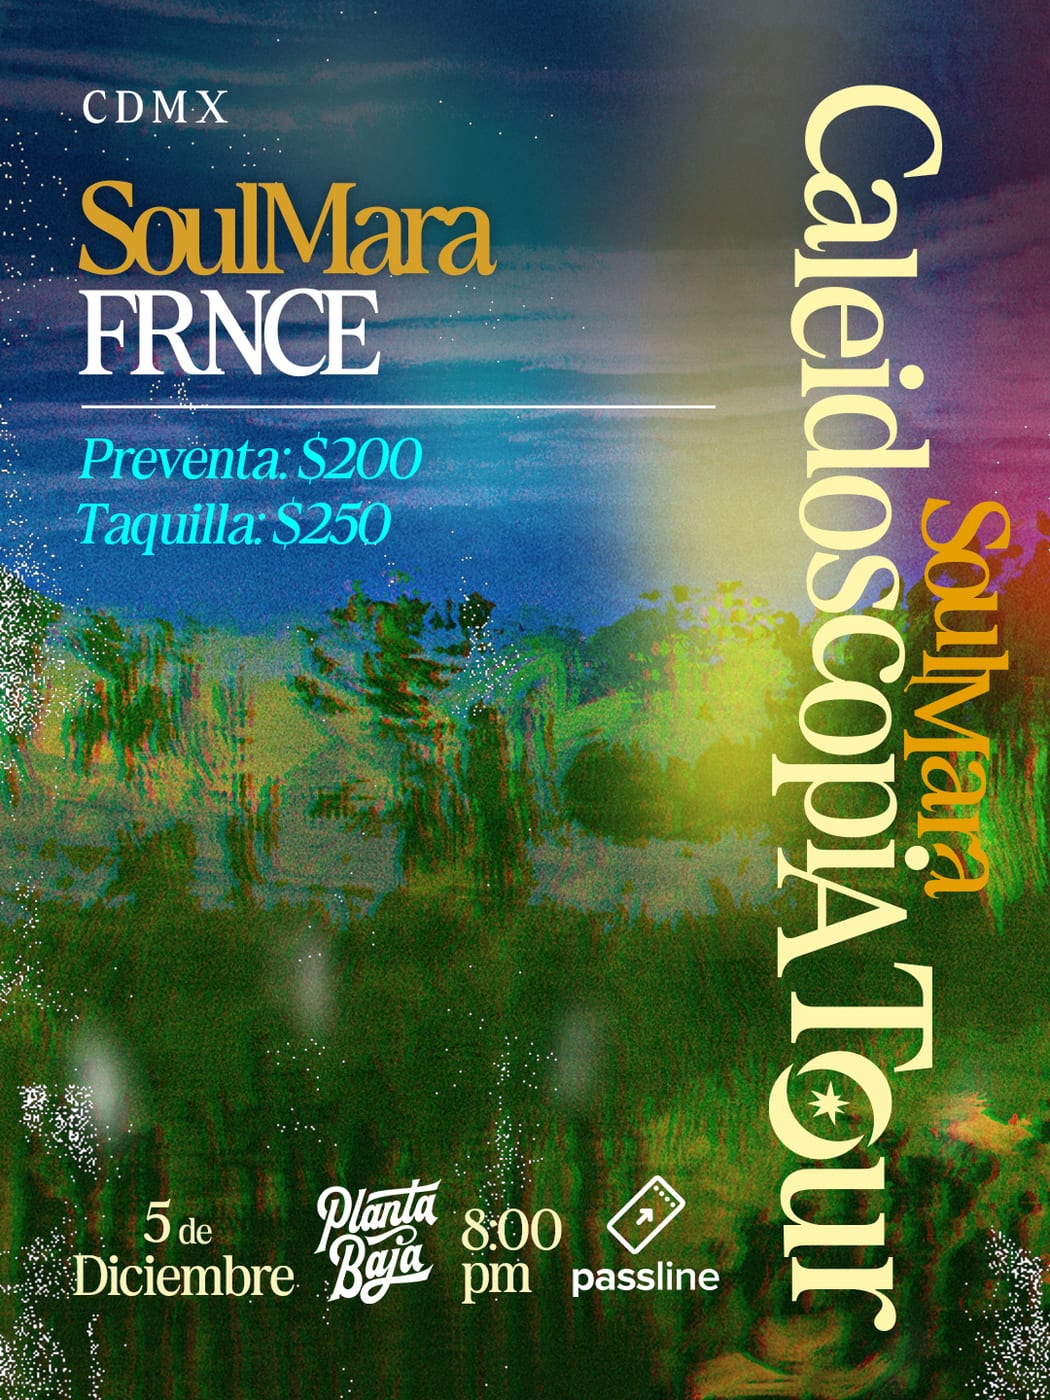 CDMX
SoulMara
FRNCE
Preventa: $200
Taquilla: $250
CaleidoscopiA Tour
SoulMara
5 de
Diciembre
Planta
Baja
8:00
pm
passline